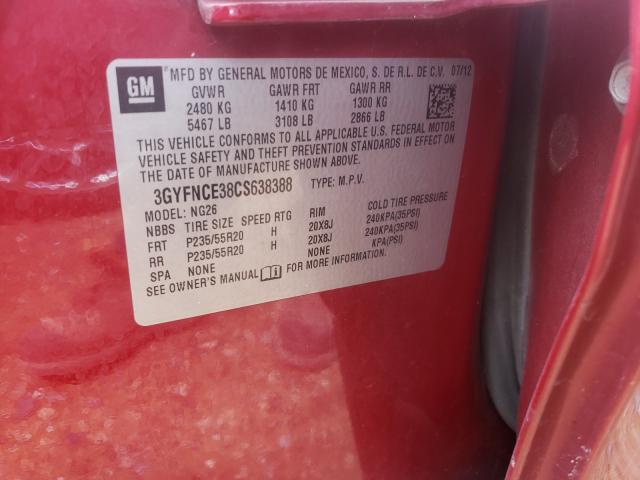 GM
MFD BY GENERAL MOTORS DE MEXICO, S. DE R.L. DE C.V. 07/12
GVWR GAWR FRT GAWR RR
2480 KG 1410 KG 1300 KG
5467 LB 3108 LB 2866 LB
THIS VEHICLE CONFORMS TO ALL APPLICABLE U.S. FEDERAL MOTOR
VEHICLE SAFETY AND THEFT PREVENTION STANDARDS IN EFFECT ON
THE DATE OF MANUFACTURE SHOWN ABOVE.
3GYFNCE38CS638388 TYPE: M.P.V.
MODEL: NG26
NBBS TIRE SIZE SPEED RTG RIM COLD TIRE PRESSURE
FRT P235/55R20 H 20X8J 240KPA(35PSI)
RR P235/55R20 H 20X8J 240KPA(35PSI)
SPA NONE NONE KPA(PSI)
SEE OWNER'S MANUAL FOR MORE INFORMATION.